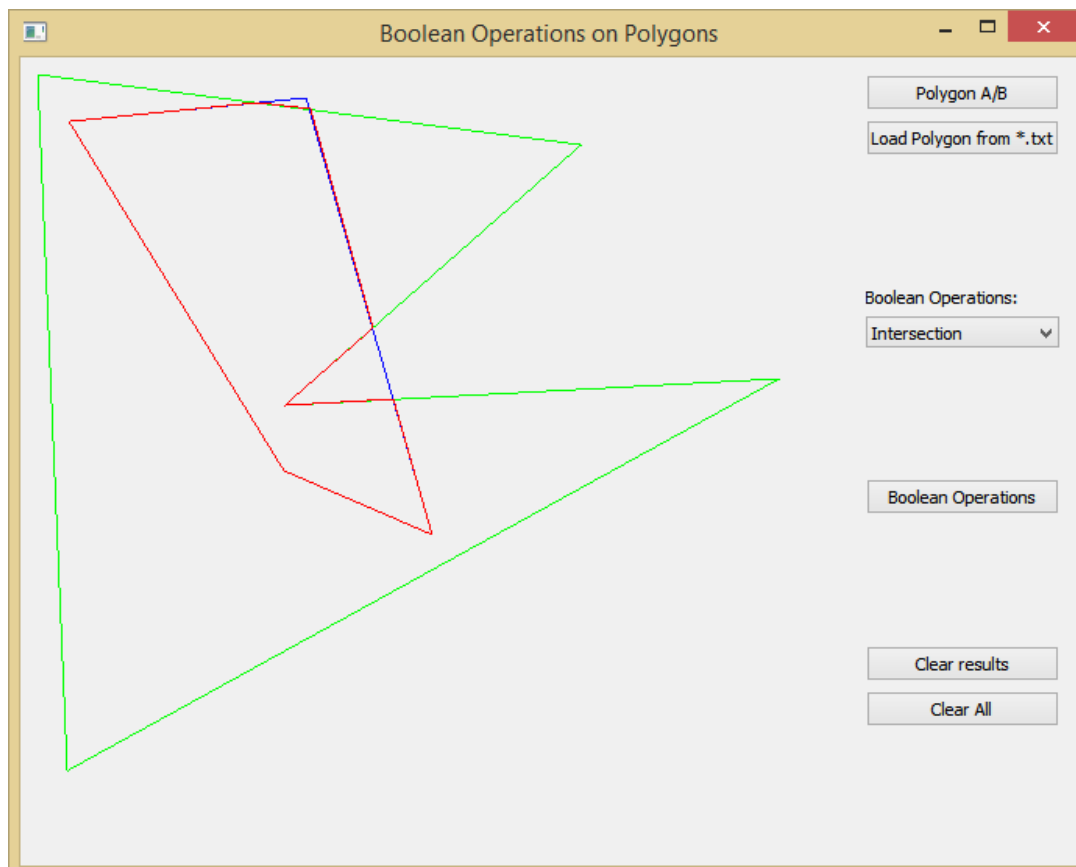 Boolean Operations on Polygons
Polygon A/B
Load Polygon from *.txt
Boolean Operations:
Intersection
Boolean Operations
Clear results
Clear All